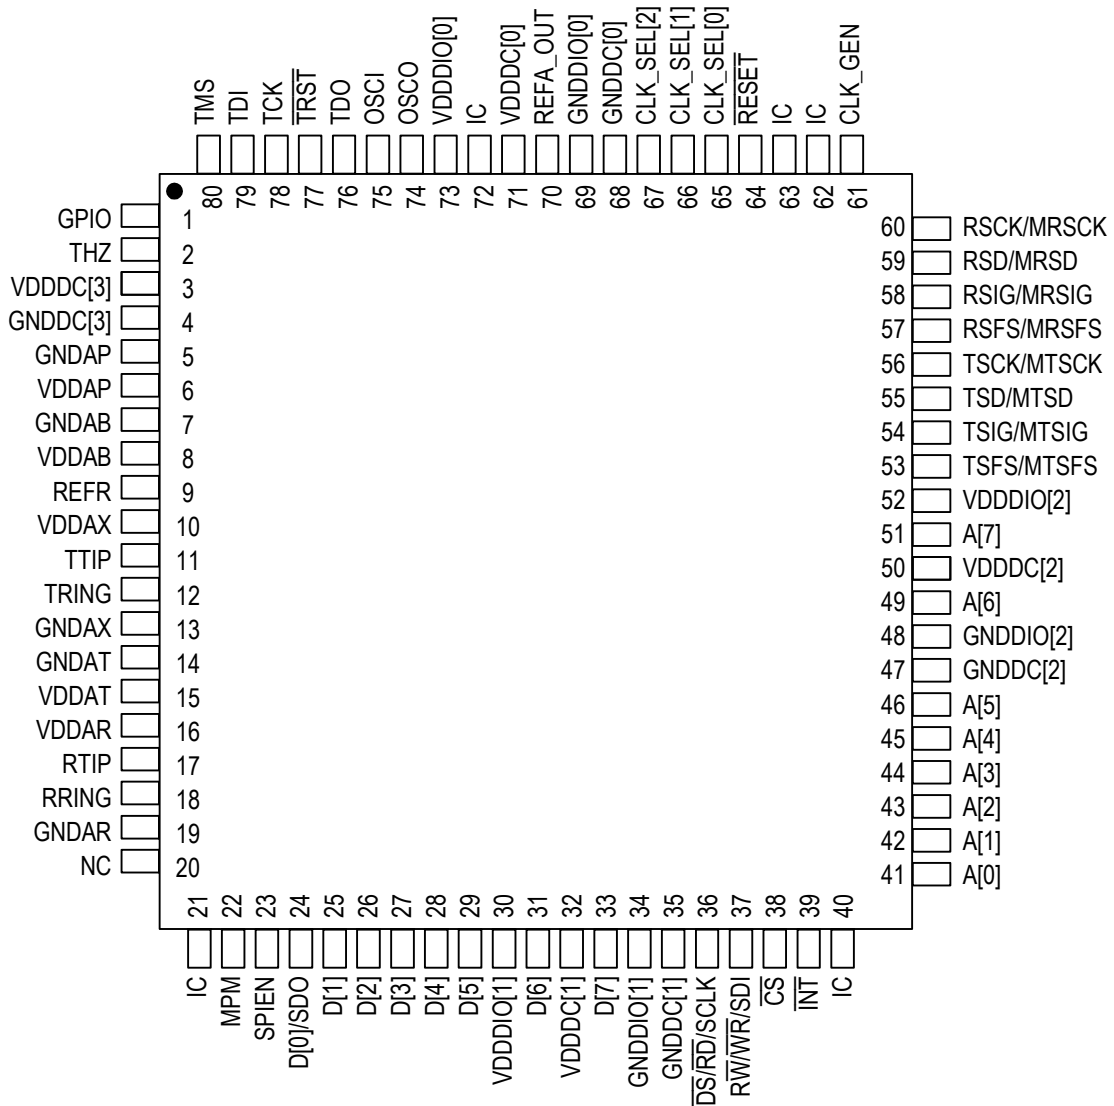 TMS
TDI
TCK
TRST
TDO
OSCI
OSCO
VDDDIO[0]
IC
VDDDC[0]
REFA_OUT
GNDDIO[0]
GNDDC[0]
CLK_SEL[2]
CLK_SEL[1]
CLK_SEL[0]
RESET
IC
IC
CLK_GEN
80
79
78
77
76
75
74
73
72
71
70
69
68
67
66
65
64
63
62
61
GPIO 1
THZ 2
VDDDC[3] 3
GNDDC[3] 4
GNDAP 5
VDDAP 6
GNDAB 7
VDDAB 8
REFR 9
VDDAX 10
TTIP 11
TRING 12
GNDAX 13
GNDAT 14
VDDAT 15
VDDAR 16
RTIP 17
RRING 18
GNDAR 19
NC 20
60 RSCK/MRSCK
59 RSD/MRSD
58 RSIG/MRSIG
57 RSFS/MRSFS
56 TSCK/MTSCK
55 TSD/MTSD
54 TSIG/MTSIG
53 TSFS/MTSFS
52 VDDDIO[2]
51 A[7]
50 VDDDC[2]
49 A[6]
48 GNDDIO[2]
47 GNDDC[2]
46 A[5]
45 A[4]
44 A[3]
43 A[2]
42 A[1]
41 A[0]
21
22
23
24
25
26
27
28
29
30
31
32
33
34
35
36
37
38
39
40
IC
MPM
SPIEN
D[0]/SDO
D[1]
D[2]
D[3]
D[4]
D[5]
VDDDIO[1]
D[6]
VDDDC[1]
D[7]
GNDDIO[1]
GNDDC[1]
DS/RD/SCLK
RW/WR/SDI
CS
INT
IC